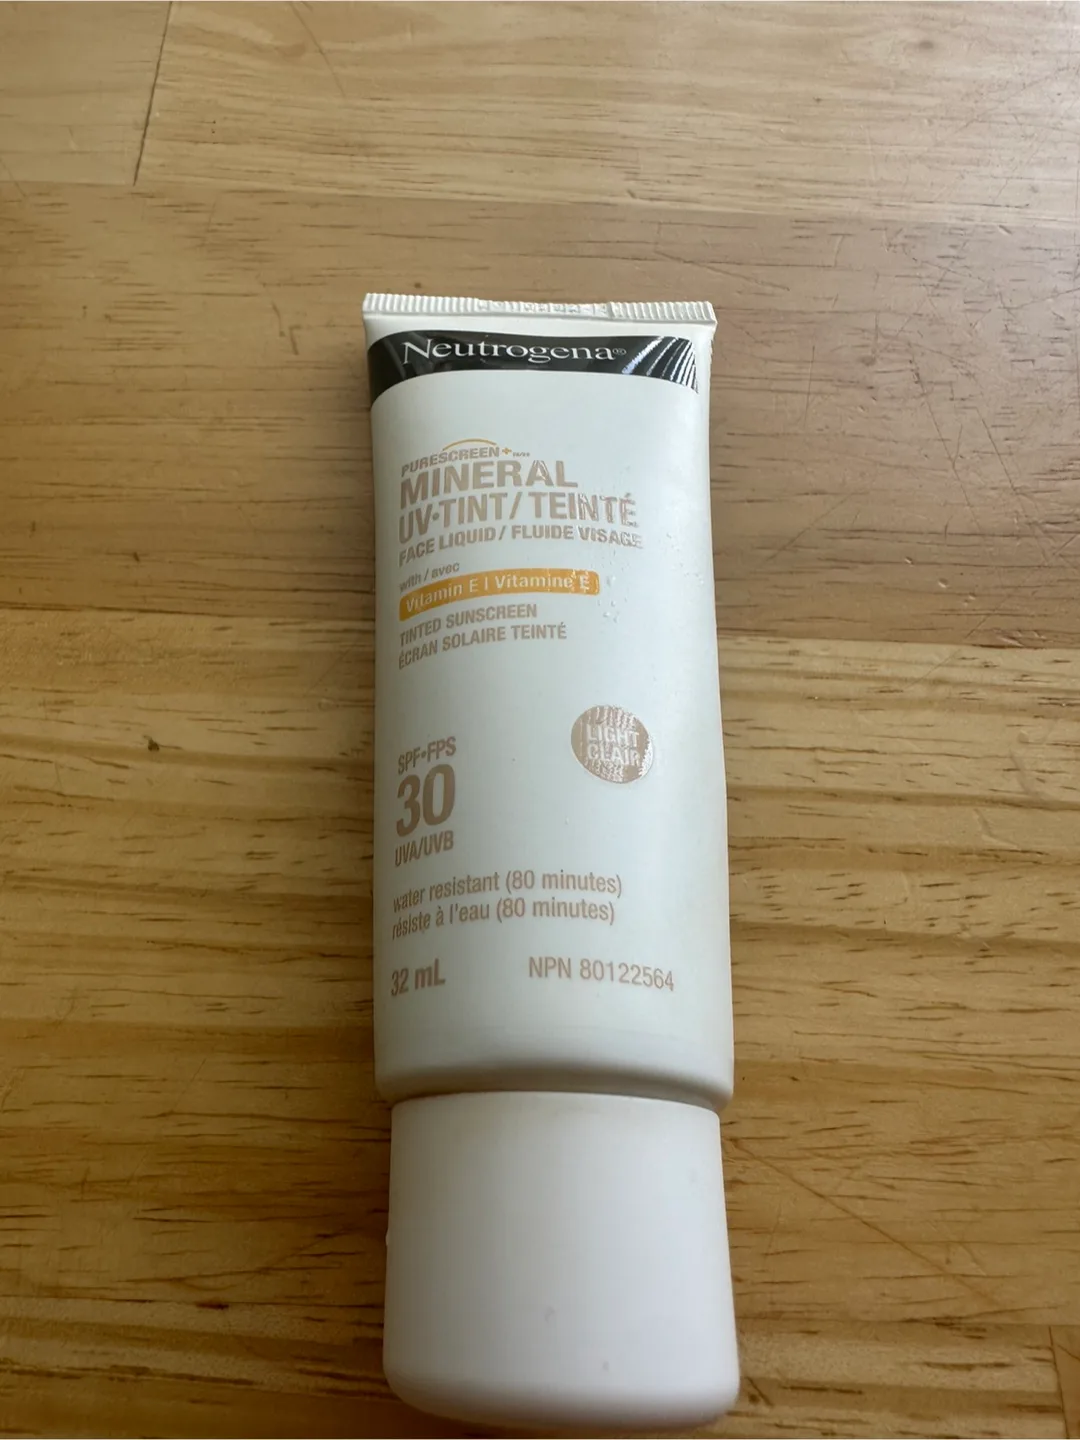 Neutrogena®
PURESCREEN+
MINERAL
UV•TINT/TEINTÉ
FACE LIQUID/FLUIDE VISAGE
with/avec
Vitamin E | Vitamine E
TINTED SUNSCREEN
ÉCRAN SOLAIRE TEINTÉ
LIGHT
CLAIR
SPF•FPS
30
UVA/UVB
water resistant (80 minutes)
résiste à l'eau (80 minutes)
32 mL
NPN 80122564